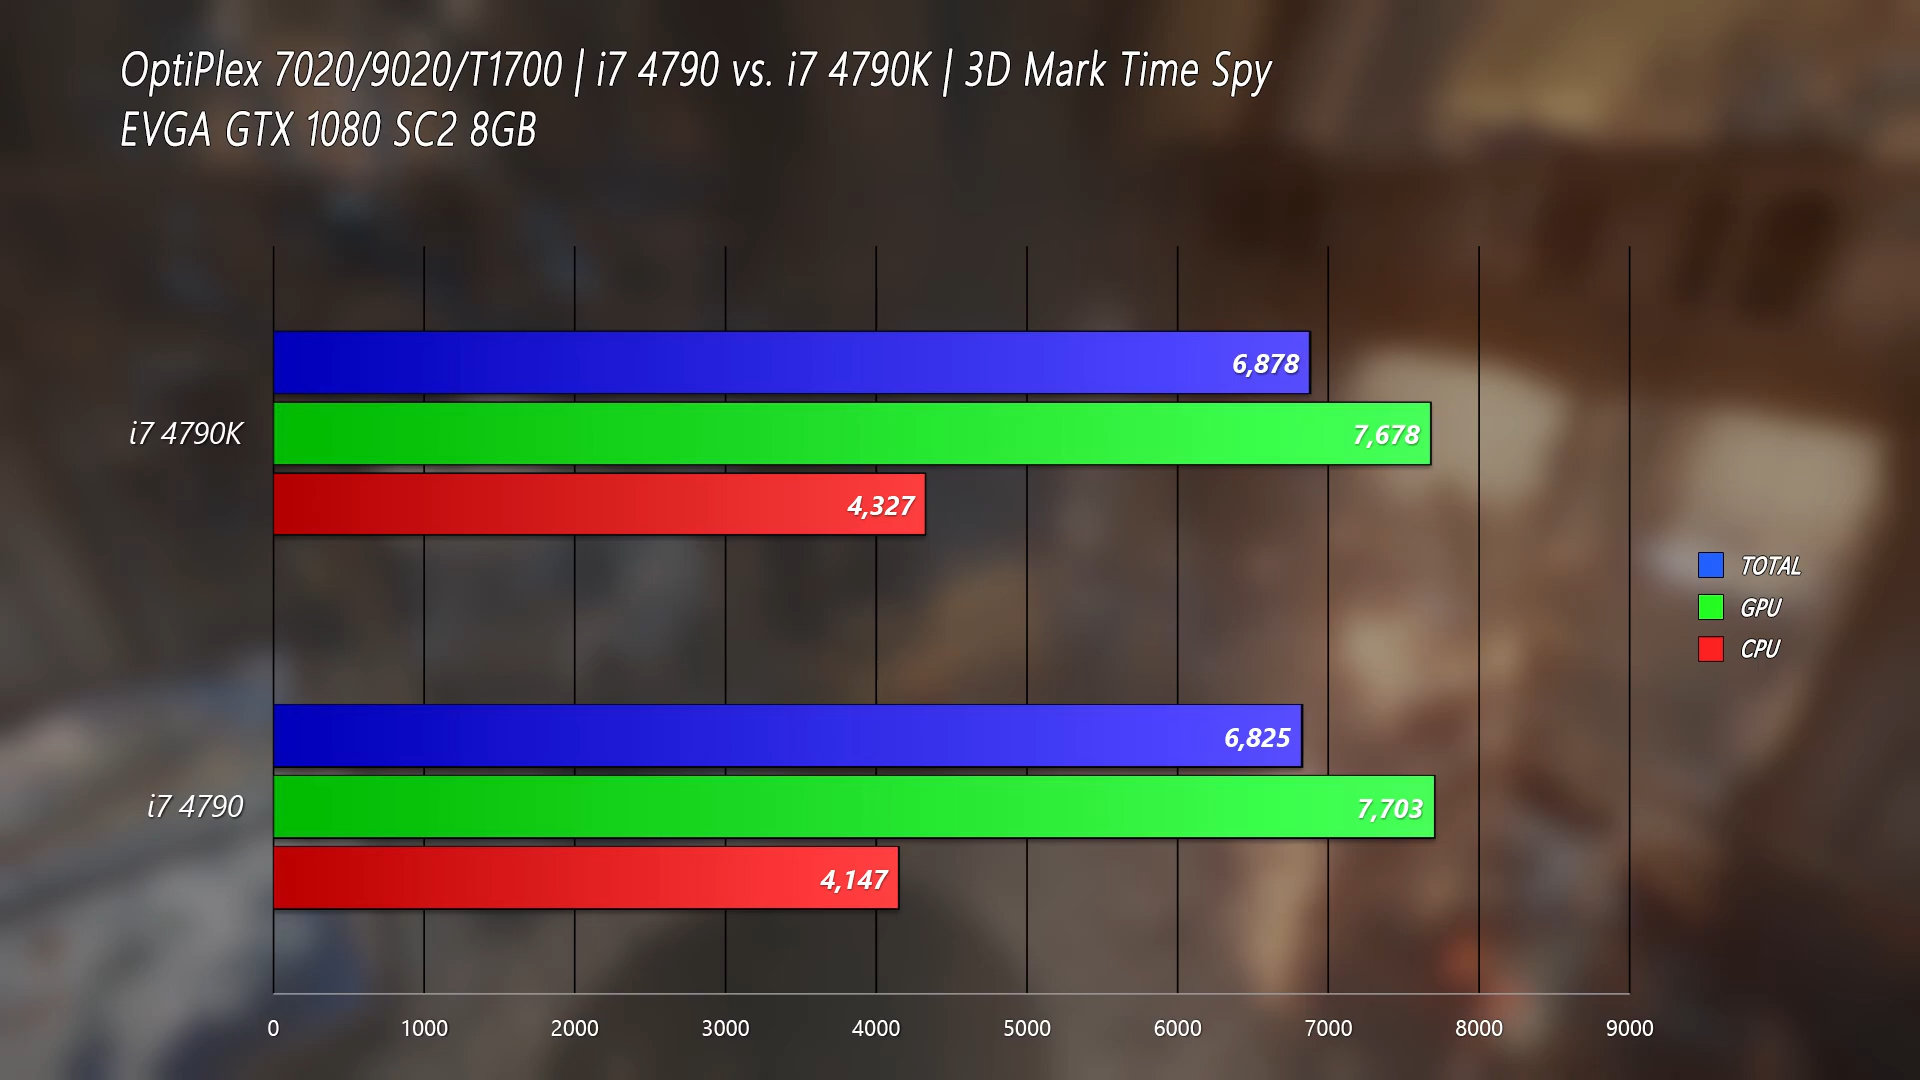 OptiPlex 7020/9020/T1700 | i7 4790 vs. i7 4790K | 3D Mark Time Spy
EVGA GTX 1080 SC2 8GB
6,878
i7 4790K
7,678
4,327
TOTAL
GPU
CPU
6,825
i7 4790
7,703
4,147
0 1000 2000 3000 4000 5000 6000 7000 8000 9000